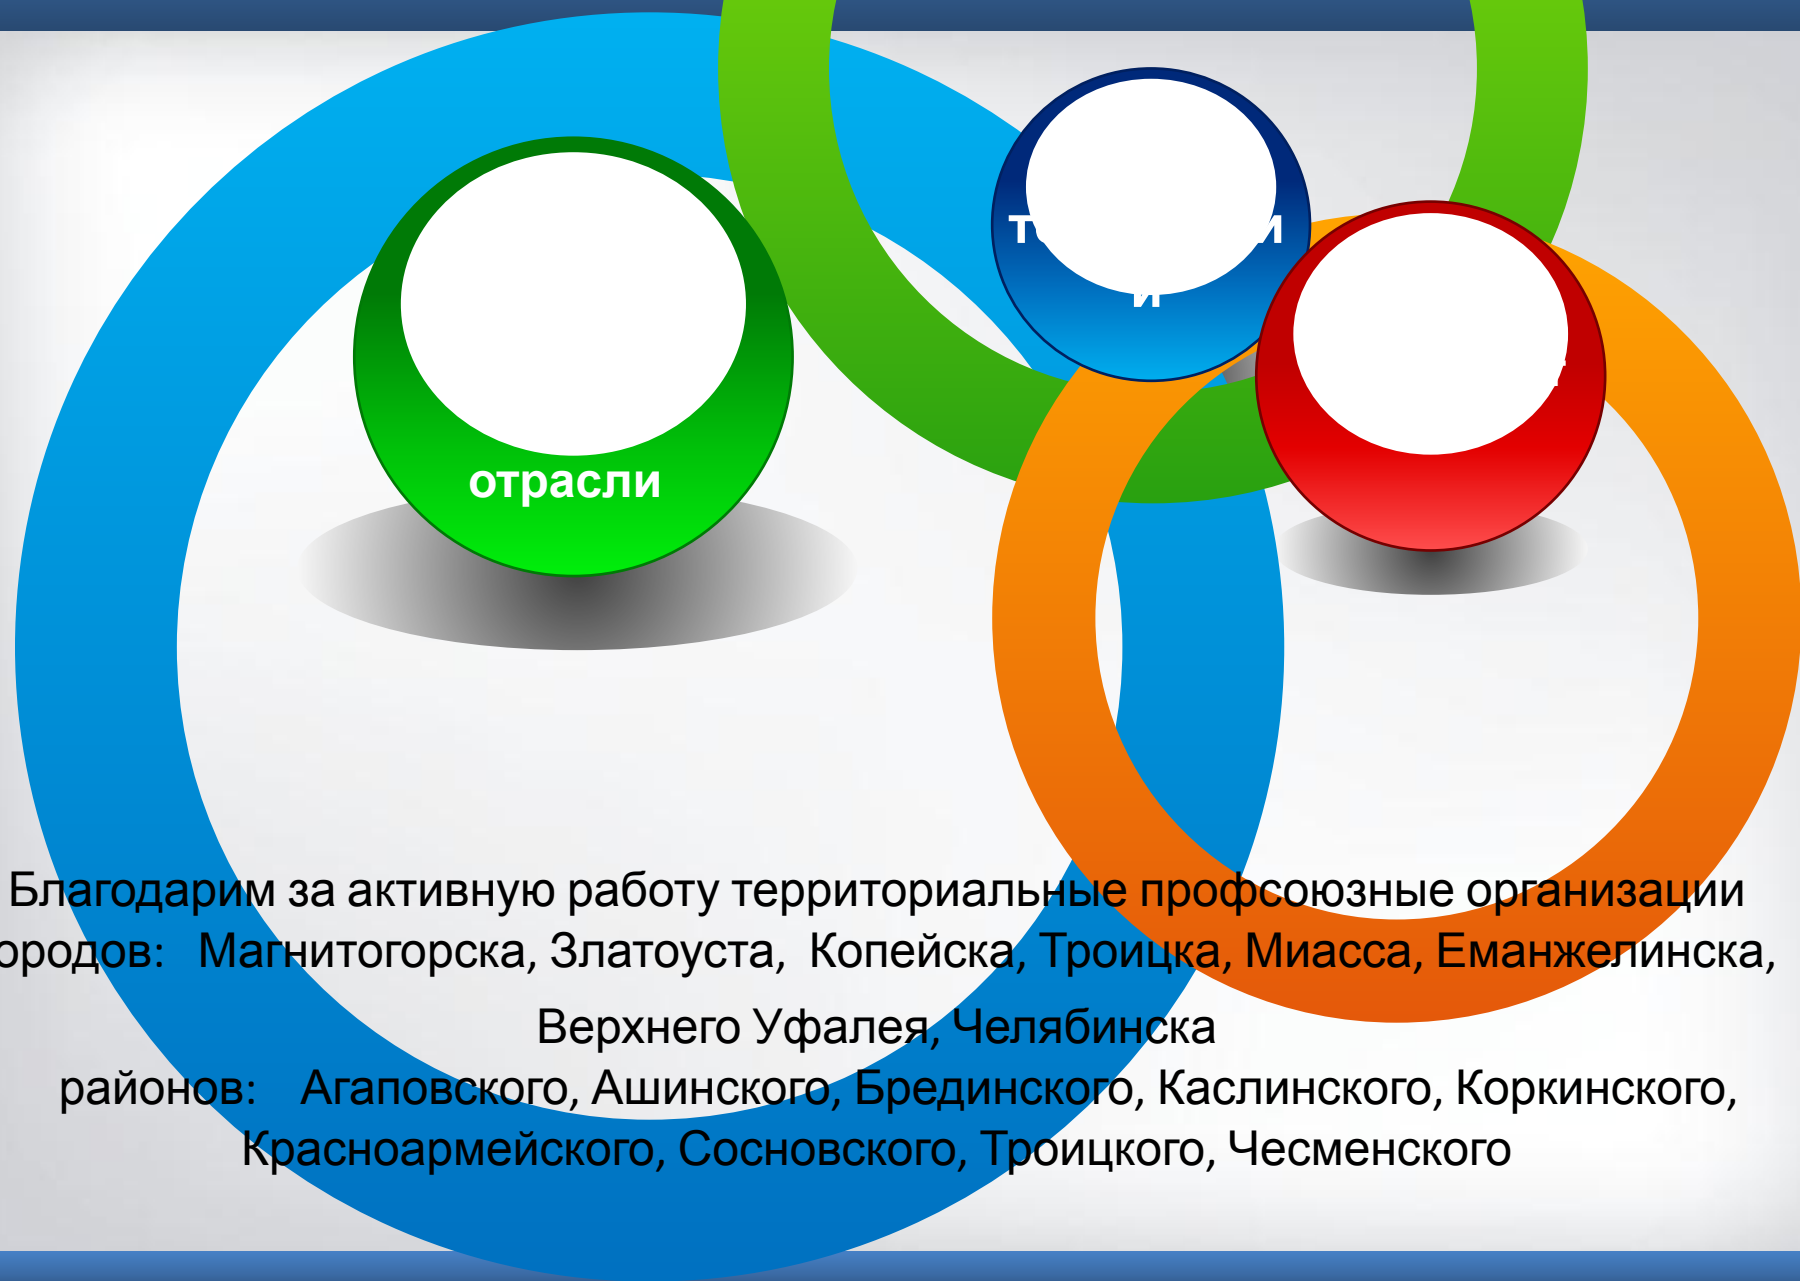 отрасли
Благодарим за активную работу территориальные профсоюзные организации
ородов: Магнитогорска, Златоуста, Копейска, Троицка, Миасса, Еманжелинска,
Верхнего Уфалея, Челябинска
районов: Агаповского, Ашинского, Брединского, Каслинского, Коркинского,
Красноармейского, Сосновского, Троицкого, Чесменского